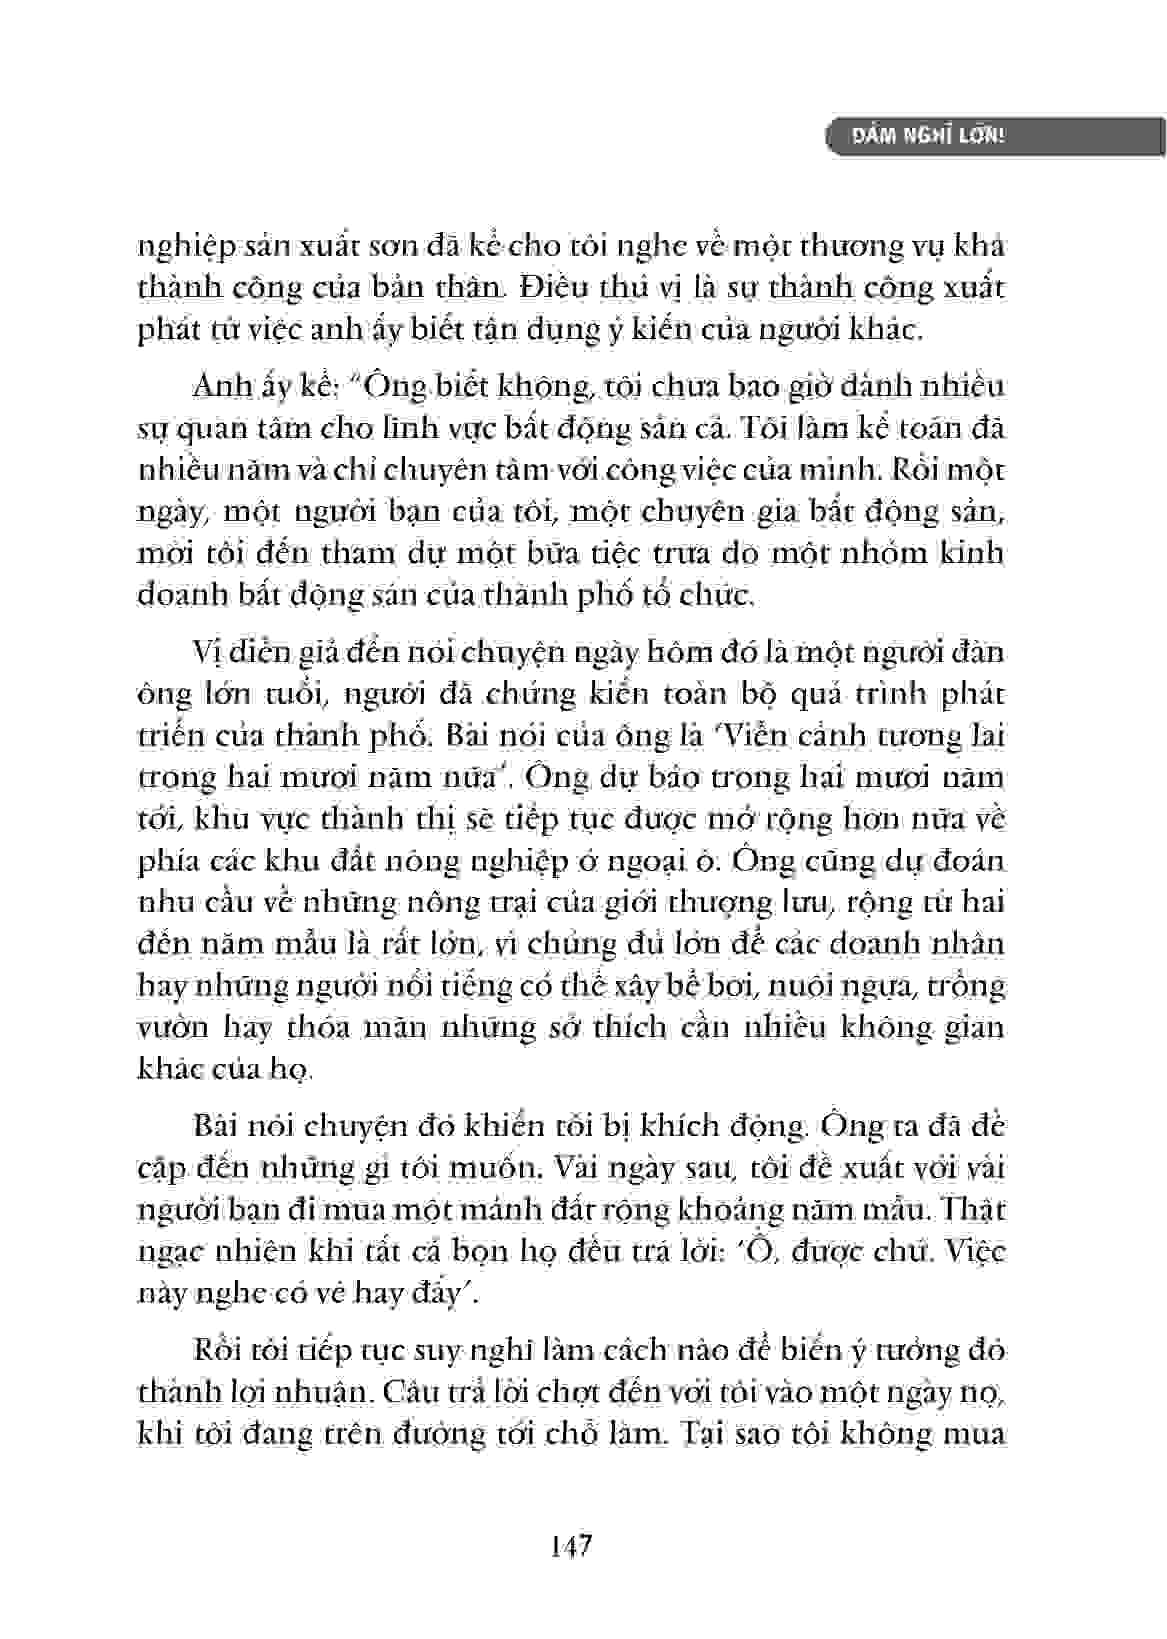 DÁM NGHĨ LỚN!
nghiệp sản xuất sơn đã kể cho tôi nghe về một thương vụ khá
thành công của bản thân. Điều thú vị là sự thành công xuất
phát từ việc anh ấy biết tận dụng ý kiến của người khác.
Anh ấy kể: “Ông biết không, tôi chưa bao giờ dành nhiều
sự quan tâm cho lĩnh vực bất động sản cả. Tôi làm kế toán đã
nhiều năm và chỉ chuyên tâm với công việc của mình. Rồi một
ngày, một người bạn của tôi, một chuyên gia bất động sản,
mời tôi đến tham dự một bữa tiệc trưa do một nhóm kinh
doanh bất động sản của thành phố tổ chức.
Vị diễn giả đến nói chuyện ngày hôm đó là một người đàn
ông lớn tuổi, người đã chứng kiến toàn bộ quá trình phát
triển của thành phố. Bài nói của ông là ‘Viễn cảnh tương lai
trong hai mươi năm nữa’. Ông dự báo trong hai mươi năm
tới, khu vực thành thị sẽ tiếp tục được mở rộng hơn nữa về
phía các khu đất nông nghiệp ở ngoại ô. Ông cũng dự đoán
nhu cầu về những nông trại của giới thượng lưu, rộng từ hai
đến năm mẫu là rất lớn, vì chúng đủ lớn để các doanh nhân
hay những người nổi tiếng có thể xây bể bơi, nuôi ngựa, trồng
vườn hay thỏa mãn những sở thích cần nhiều không gian
khác của họ.
Bài nói chuyện đó khiến tôi bị khích động. Ông ta đã đề
cập đến những gì tôi muốn. Vài ngày sau, tôi đề xuất với vài
người bạn đi mua một mảnh đất rộng khoảng năm mẫu. Thật
ngạc nhiên khi tất cả bọn họ đều trả lời: ‘Ồ, được chứ. Việc
này nghe có vẻ hay đấy’.
Rồi tôi tiếp tục suy nghĩ làm cách nào để biến ý tưởng đó
thành lợi nhuận. Câu trả lời chợt đến với tôi vào một ngày nọ,
khi tôi đang trên đường tới chỗ làm. Tại sao tôi không mua
147